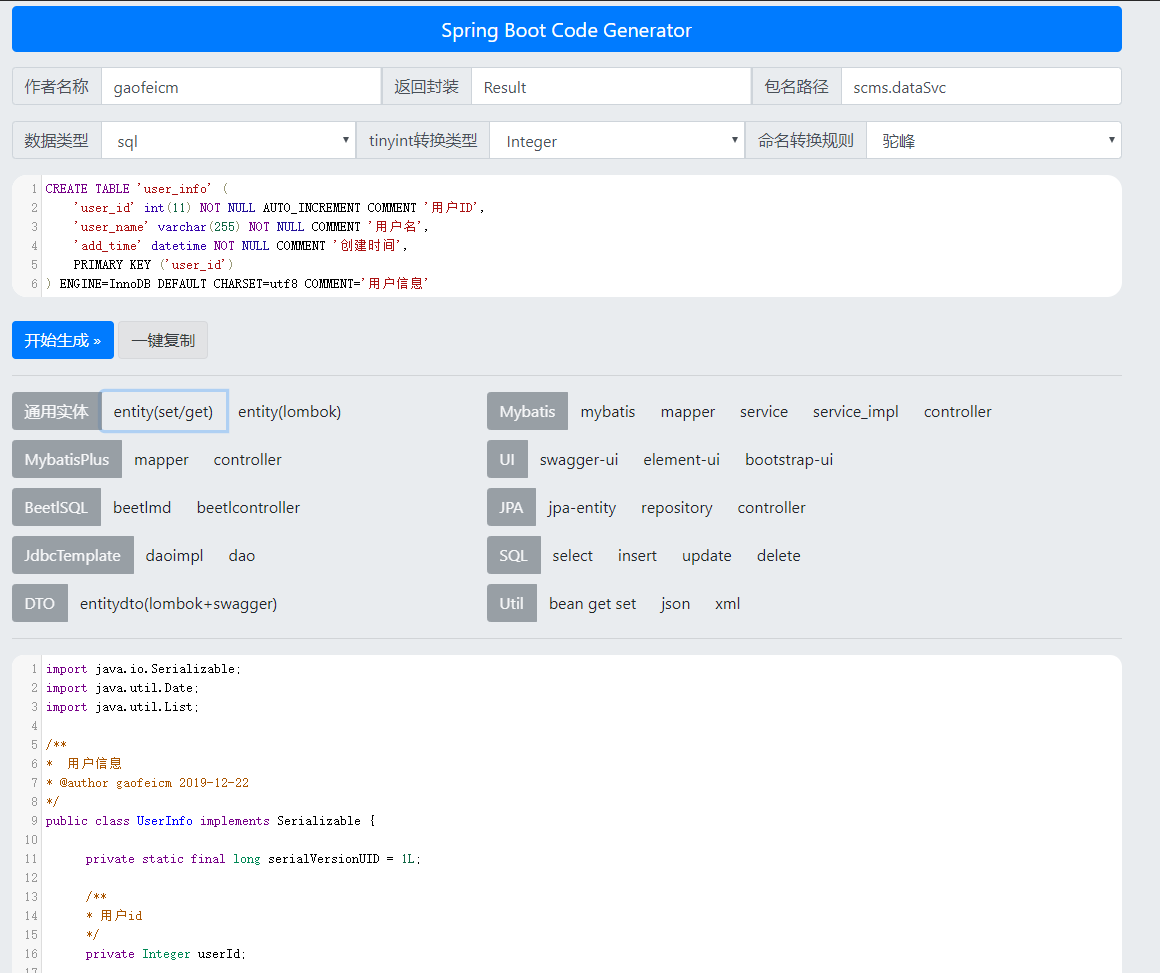 Spring Boot Code Generator
作者名称 gaofeicm 返回封装 Result 包名路径 scms.dataSvc
数据类型 sql tinyint转换类型 Integer 命名转换规则 驼峰
1 CREATE TABLE 'user_info' (
2 'user_id' int(11) NOT NULL AUTO_INCREMENT COMMENT '用户ID',
3 'user_name' varchar(255) NOT NULL COMMENT '用户名',
4 'add_time' datetime NOT NULL COMMENT '创建时间',
5 PRIMARY KEY ('user_id')
6 ) ENGINE=InnoDB DEFAULT CHARSET=utf8 COMMENT='用户信息'
开始生成 » 一键复制
通用实体 entity(set/get) entity(lombok) Mybatis mybatis mapper service service_impl controller
MybatisPlus mapper controller UI swagger-ui element-ui bootstrap-ui
BeetlSQL beetlmd beetlcontroller JPA jpa-entity repository controller
JdbcTemplate daoimpl dao SQL select insert update delete
DTO entitydto(lombok+swagger) Util bean get set json xml
1 import java.io.Serializable;
2 import java.util.Date;
3 import java.util.List;
4
5 /**
6 * 用户信息
7 * @author gaofeicm 2019-12-22
8 */
9 public class UserInfo implements Serializable {
10
11 private static final long serialVersionUID = 1L;
12
13 /**
14 * 用户id
15 */
16 private Integer userId;
17